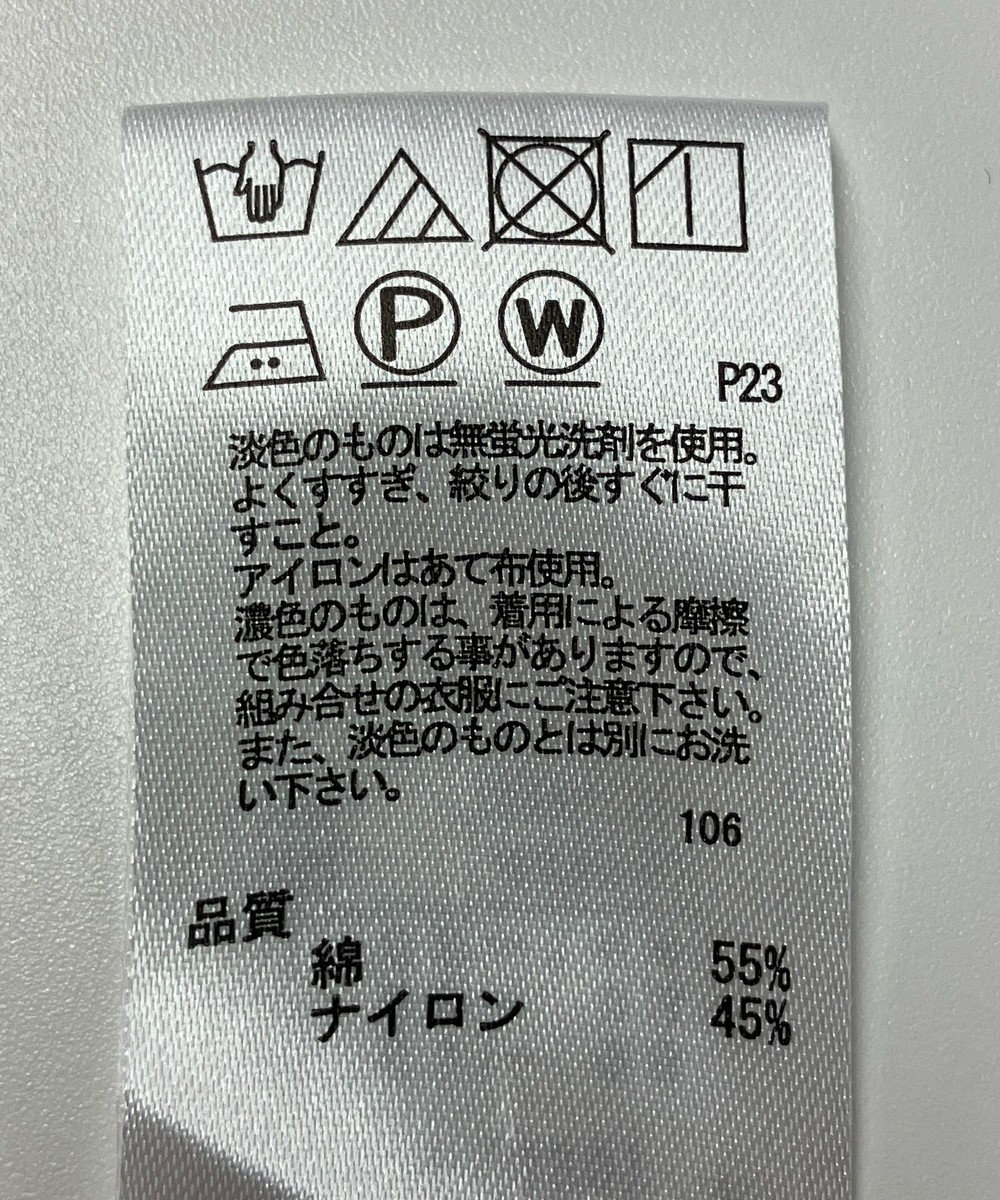 P
W
P23
淡色のものは無蛍光洗剤を使用。
よくすすぎ、絞りの後すぐに干
すこと。
アイロンはあて布使用。
濃色のものは、着用による摩擦
で色落ちする事がありますので、
組み合せの衣服にご注意下さい。
また、淡色のものとは別にお洗
い下さい。
106
品質
綿 55%
ナイロン 45%